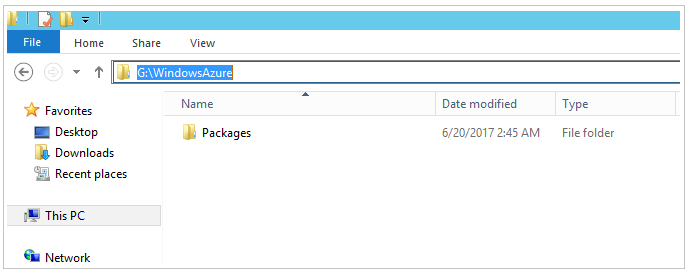 File Home Share View
G:\WindowsAzure
Name Date modified Type
Favorites
Desktop
Downloads
Recent places
This PC
Network
Packages 6/20/2017 2:45 AM File folder